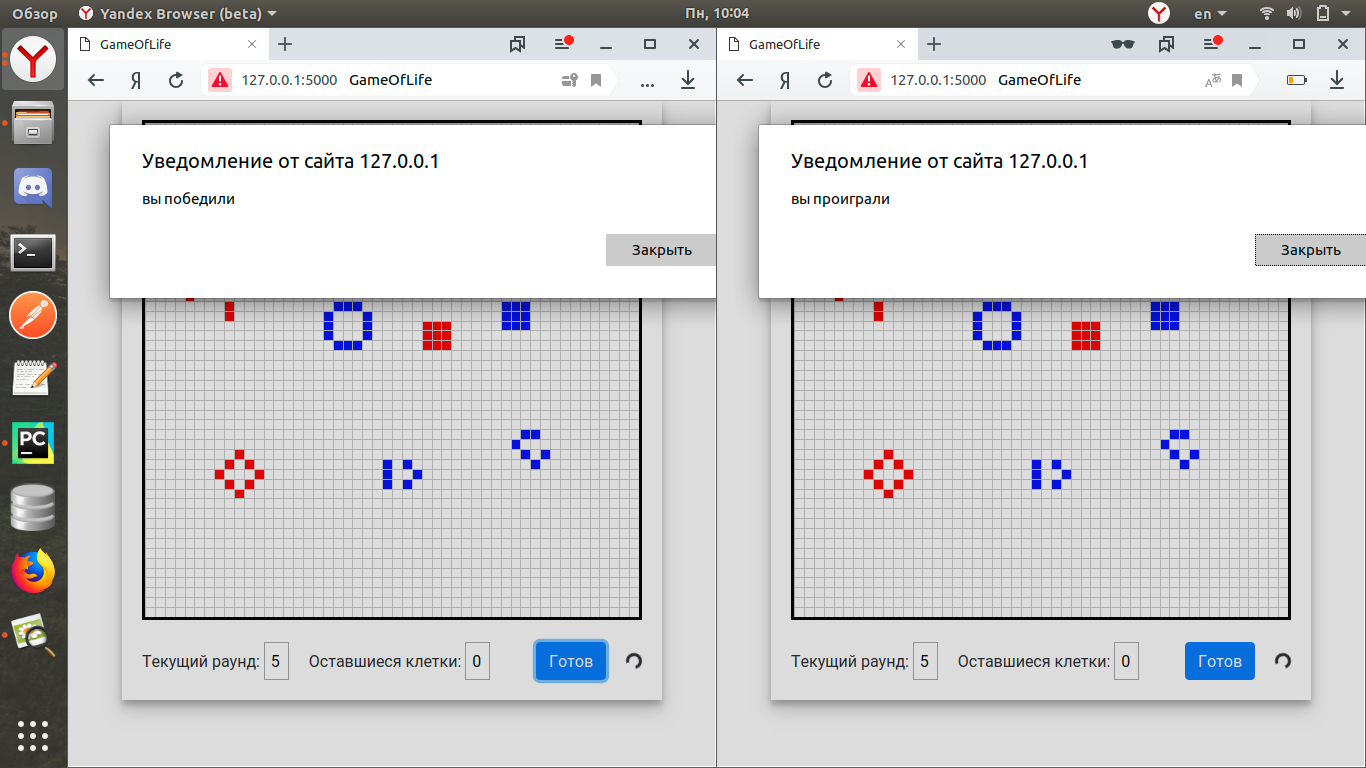 Обзор Yandex Browser (beta) Пн, 10:04 en
GameOfLife
127.0.0.1:5000 GameOfLife
Уведомление от сайта 127.0.0.1
вы победили
Закрыть
Текущий раунд: 5 Оставшиеся клетки: 0 Готов
GameOfLife
127.0.0.1:5000 GameOfLife
Уведомление от сайта 127.0.0.1
вы проиграли
Закрыть
Текущий раунд: 5 Оставшиеся клетки: 0 Готов
PC